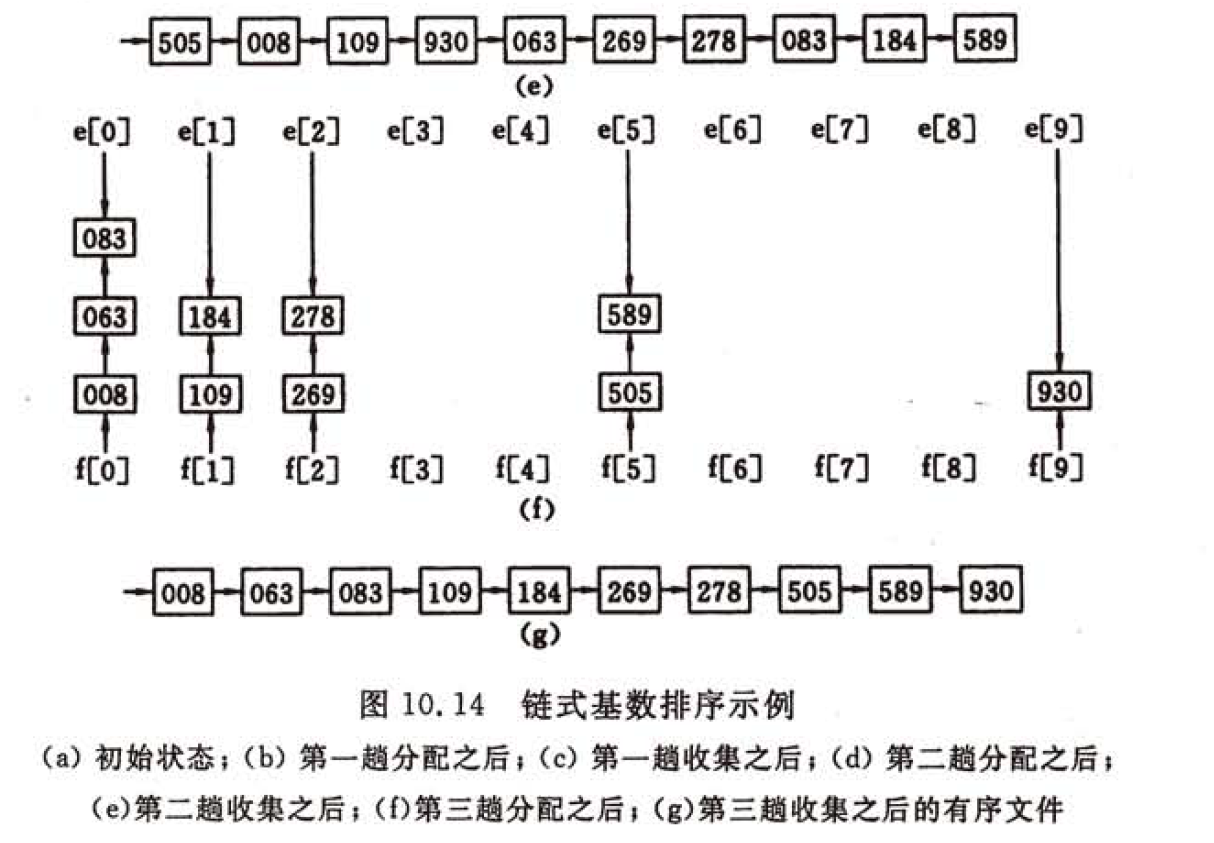 505 008 109 930 063 269 278 083 184 589
(e)
e[0] e[1] e[2] e[3] e[4] e[5] e[6] e[7] e[8] e[9]
083
063 184 278 589
008 109 269 505 930
f[0] f[1] f[2] f[3] f[4] f[5] f[6] f[7] f[8] f[9]
(f)
008 063 083 109 184 269 278 505 589 930
(g)
图 10.14 链式基数排序示例
(a) 初始状态；(b) 第一趟分配之后；(c) 第一趟收集之后；(d) 第二趟分配之后；
(e)第二趟收集之后；(f)第三趟分配之后；(g)第三趟收集之后的有序文件